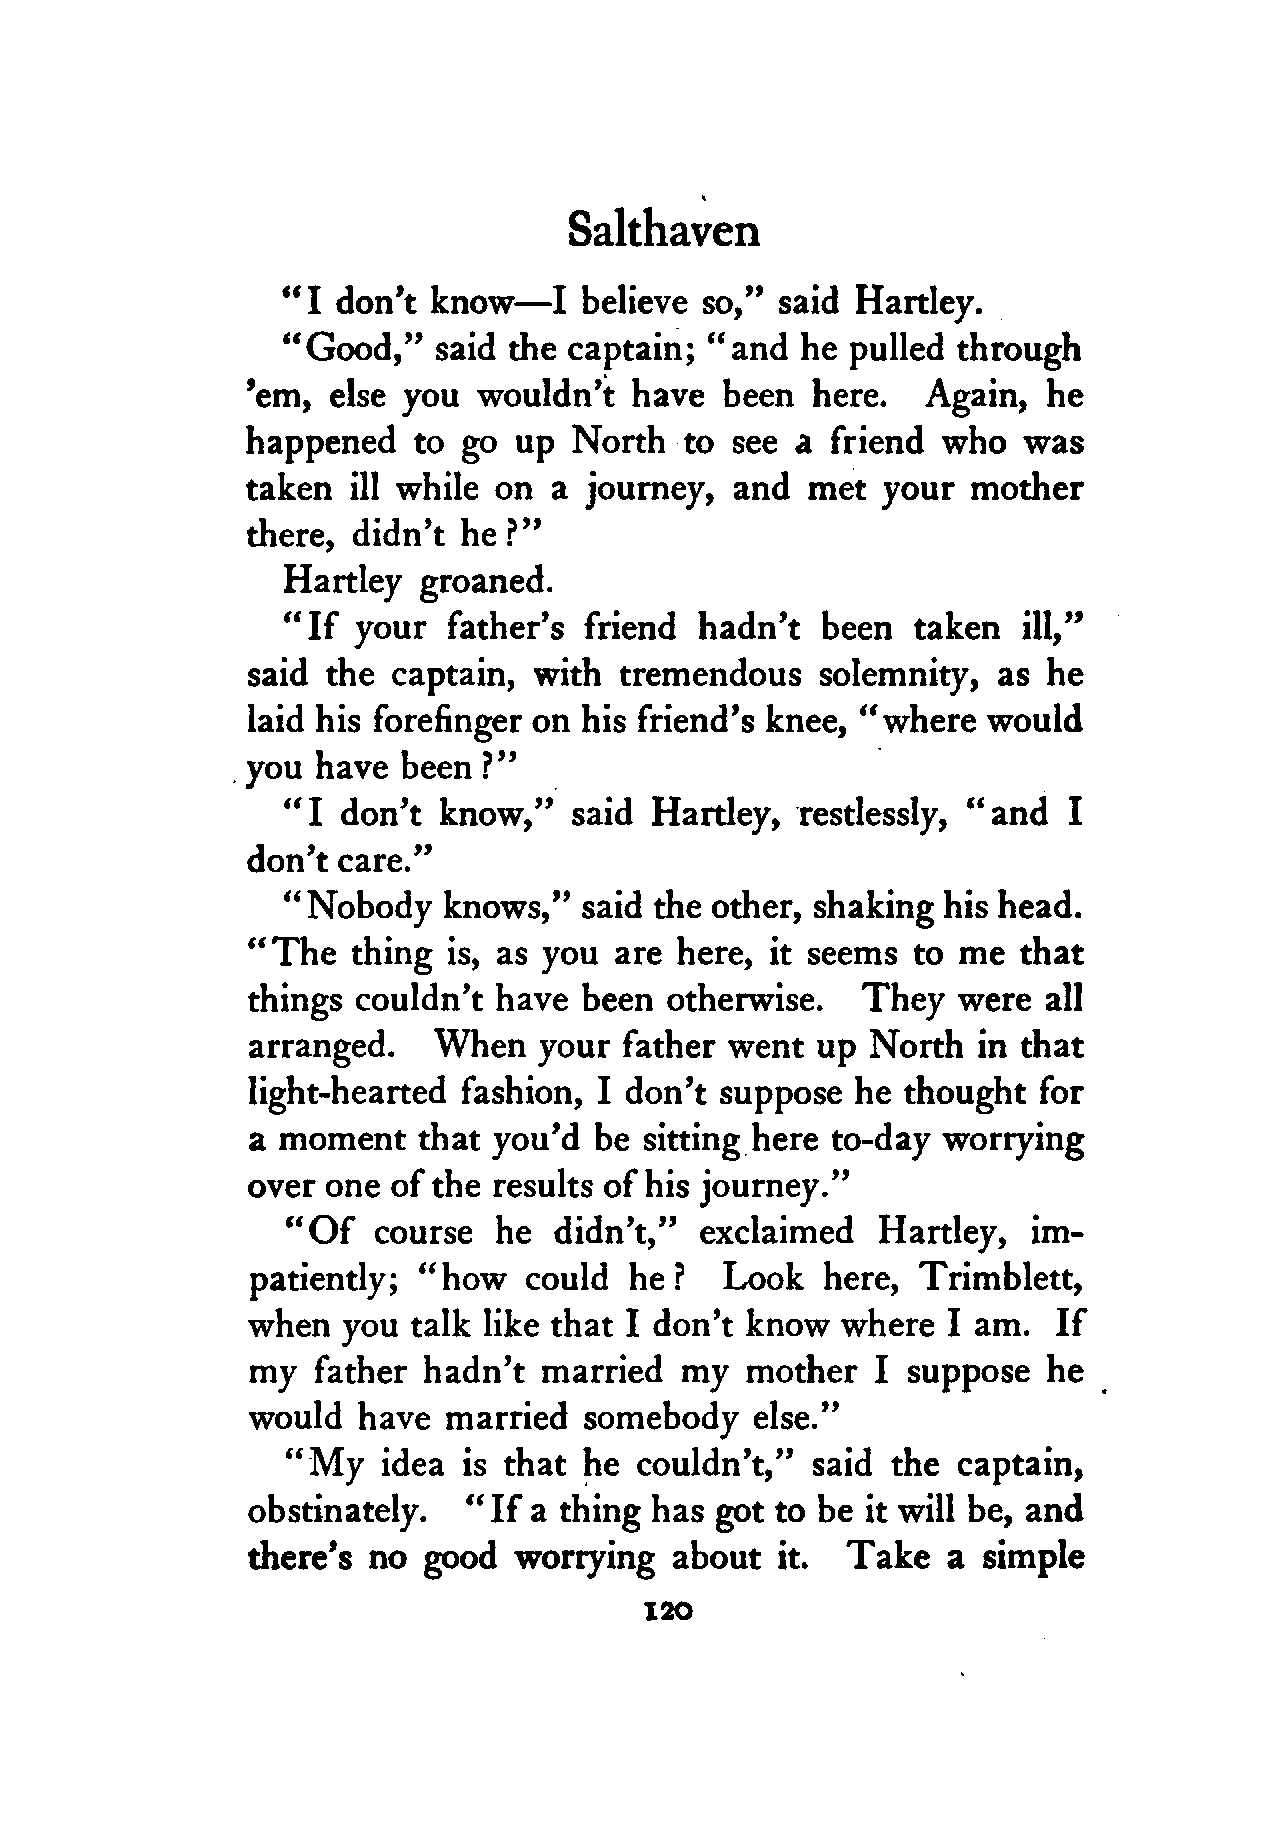 Salthaven
“I don’t know—I believe so,” said Hartley.
“Good,” said the captain; “and he pulled through
’em, else you wouldn’t have been here. Again, he
happened to go up North to see a friend who was
taken ill while on a journey, and met your mother
there, didn’t he?”
Hartley groaned.
“If your father’s friend hadn’t been taken ill,”
said the captain, with tremendous solemnity, as he
laid his forefinger on his friend’s knee, “where would
you have been?”
“I don’t know,” said Hartley, restlessly, “and I
don’t care.”
“Nobody knows,” said the other, shaking his head.
“The thing is, as you are here, it seems to me that
things couldn’t have been otherwise. They were all
arranged. When your father went up North in that
light-hearted fashion, I don’t suppose he thought for
a moment that you’d be sitting here to-day worrying
over one of the results of his journey.”
“Of course he didn’t,” exclaimed Hartley, im-
patiently; “how could he? Look here, Trimblett,
when you talk like that I don’t know where I am. If
my father hadn’t married my mother I suppose he
would have married somebody else.”
“My idea is that he couldn’t,” said the captain,
obstinately. “If a thing has got to be it will be, and
there’s no good worrying about it. Take a simple
120